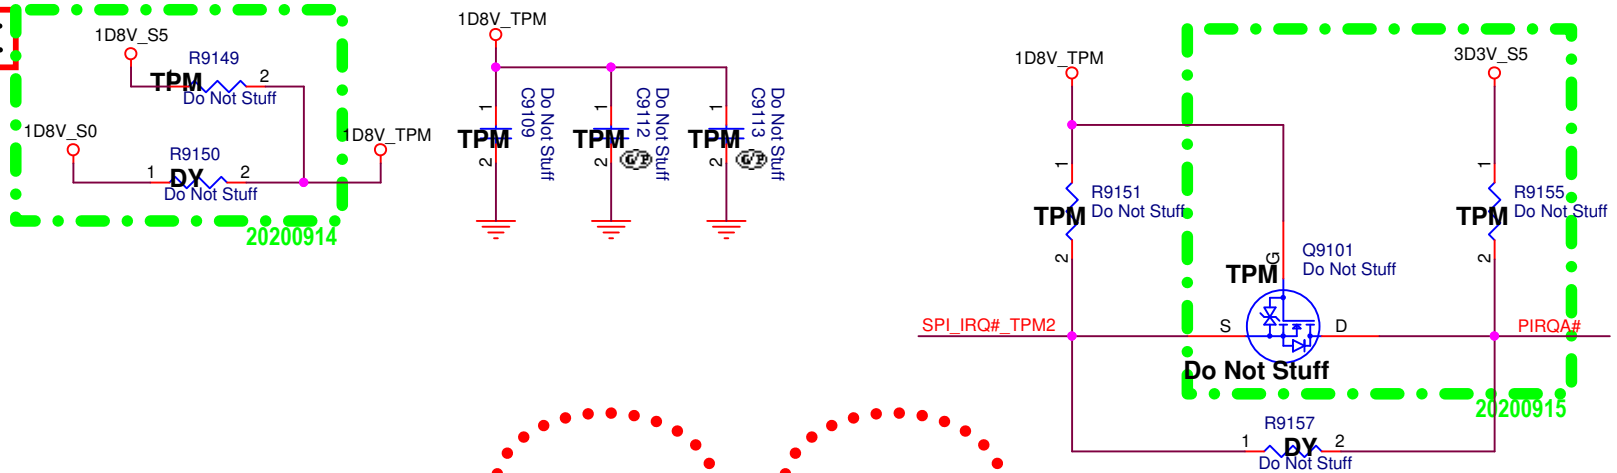 1D8V_S5
R9149
TPM
2
Do Not Stuff
1D8V_S0
1D8V_TPM
R9150
1
DY
2
Do Not Stuff
20200914
1D8V_TPM
1
TPM
2
C9109
Do Not Stuff
1
TPM
2
C9112
Do Not Stuff
G/P
1
TPM
2
C9113
Do Not Stuff
G/P
1D8V_TPM
1
R9151
TPM
Do Not Stuff
2
3D3V_S5
1
R9155
TPM
Do Not Stuff
2
G
Q9101
TPM
Do Not Stuff
SPI_IRQ#_TPM2
S
D
PIRQA#
Do Not Stuff
20200915
R9157
1
DY
2
Do Not Stuff